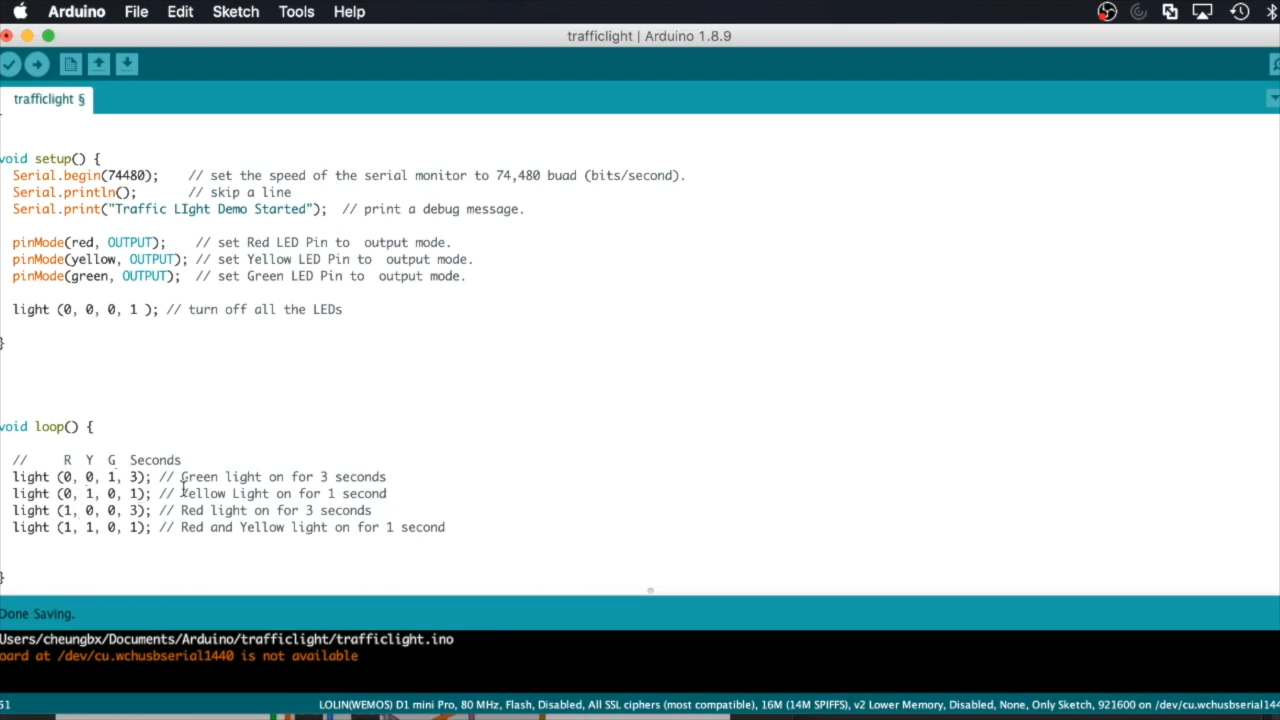 Arduino File Edit Sketch Tools Help
trafficlight | Arduino 1.8.9
trafficlight §
void setup() {
Serial.begin(74480); // set the speed of the serial monitor to 74,480 buad (bits/second).
Serial.println(); // skip a line
Serial.print("Traffic LIght Demo Started"); // print a debug message.
pinMode(red, OUTPUT); // set Red LED Pin to output mode.
pinMode(yellow, OUTPUT); // set Yellow LED Pin to output mode.
pinMode(green, OUTPUT); // set Green LED Pin to output mode.
light (0, 0, 0, 1 ); // turn off all the LEDs
}
void loop() {
// R Y G Seconds
light (0, 0, 1, 3); // Green light on for 3 seconds
light (0, 1, 0, 1); // Yellow Light on for 1 second
light (1, 0, 0, 3); // Red light on for 3 seconds
light (1, 1, 0, 1); // Red and Yellow light on for 1 second
}
Done Saving.
Users/cheungbx/Documents/Arduino/trafficlight/trafficlight.ino
oard at /dev/cu.wchusbserial1440 is not available
51 LOLIN(WEMOS) D1 mini Pro, 80 MHz, Flash, Disabled, All SSL ciphers (most compatible), 16M (14M SPIFFS), v2 Lower Memory, Disabled, None, Only Sketch, 921600 on /dev/cu.wchusbserial144